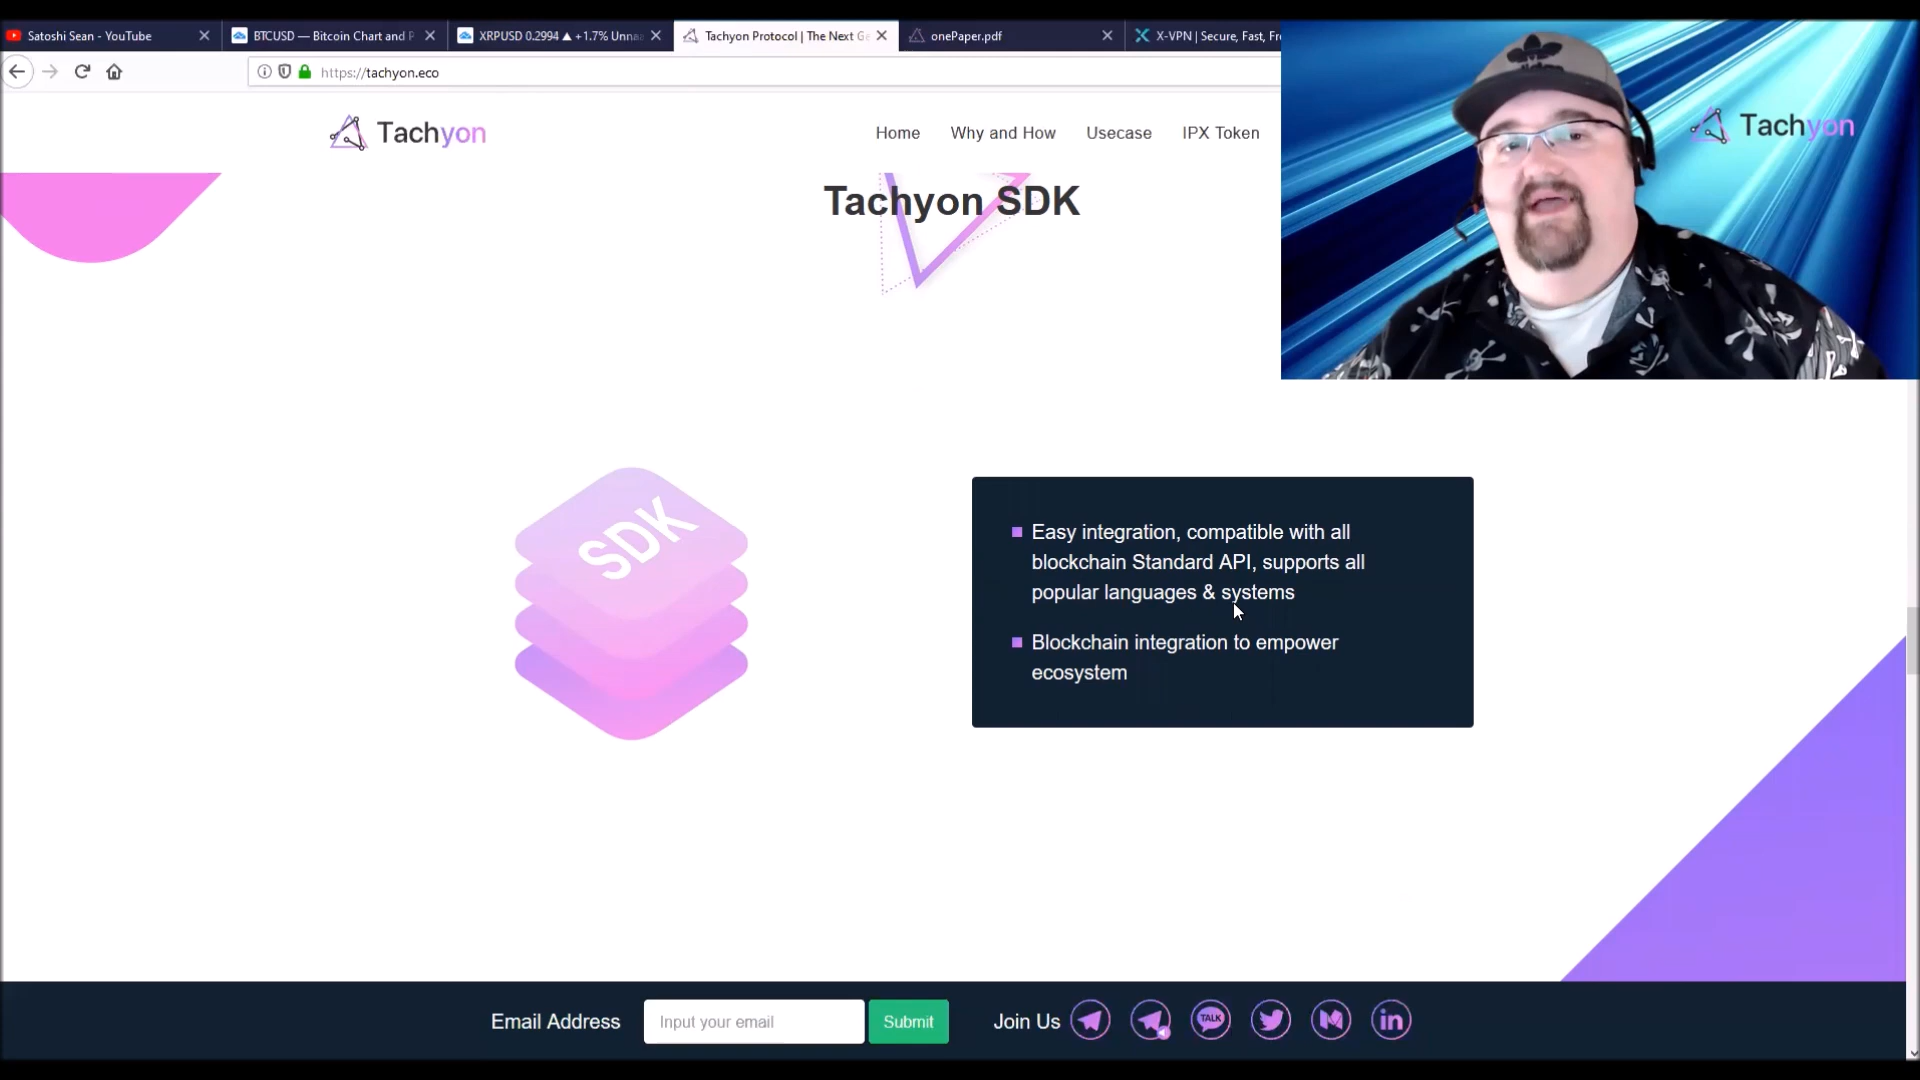 Satoshi Sean - YouTube
BTCUSD — Bitcoin Chart and P
XRPUSD 0.2994 ▲ +1.7% Unna
Tachyon Protocol | The Next Ge
onePaper.pdf
X-VPN | Secure, Fast, Fr
https://tachyon.eco
Tachyon
Home
Why and How
Usecase
IPX Token
Tachyon
Tachyon SDK
SDK
Easy integration, compatible with all
blockchain Standard API, supports all
popular languages & systems
Blockchain integration to empower
ecosystem
Email Address
Input your email
Submit
Join Us
TALK
in